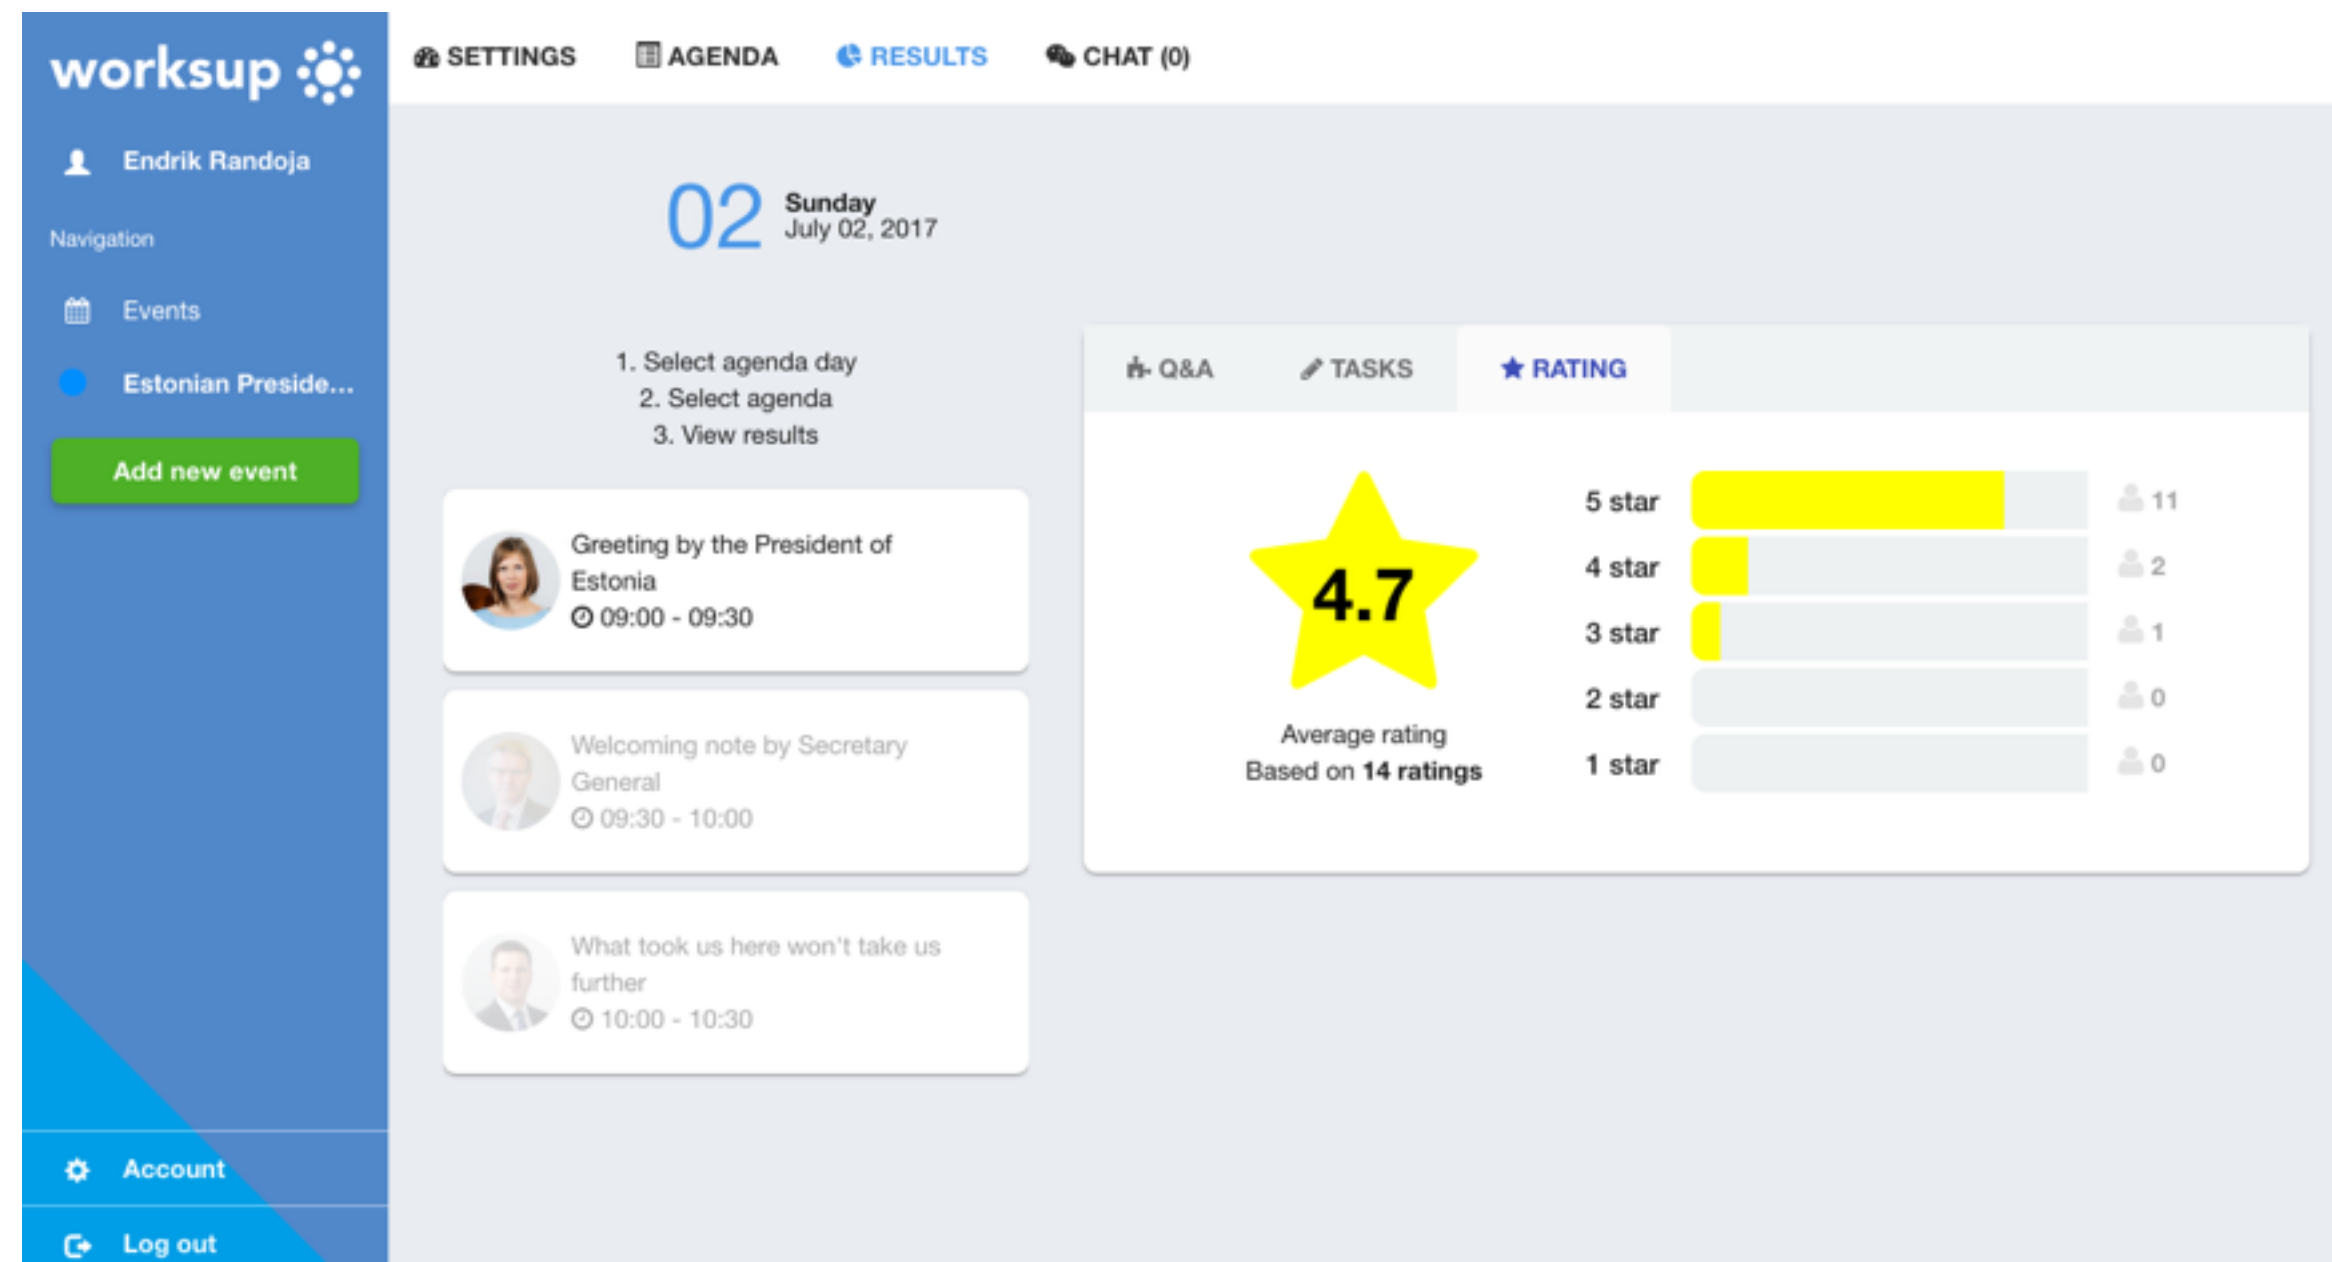 worksup
Endrik Randoja
Navigation
Events
Estonian Preside...
Add new event
Account
Log out
SETTINGS
AGENDA
RESULTS
CHAT (0)
02
Sunday
July 02, 2017
1. Select agenda day
2. Select agenda
3. View results
Greeting by the President of
Estonia
09:00 - 09:30
Welcoming note by Secretary
General
09:30 - 10:00
What took us here won't take us
further
10:00 - 10:30
Q&A
TASKS
RATING
4.7
Average rating
Based on 14 ratings
5 star 11
4 star 2
3 star 1
2 star 0
1 star 0